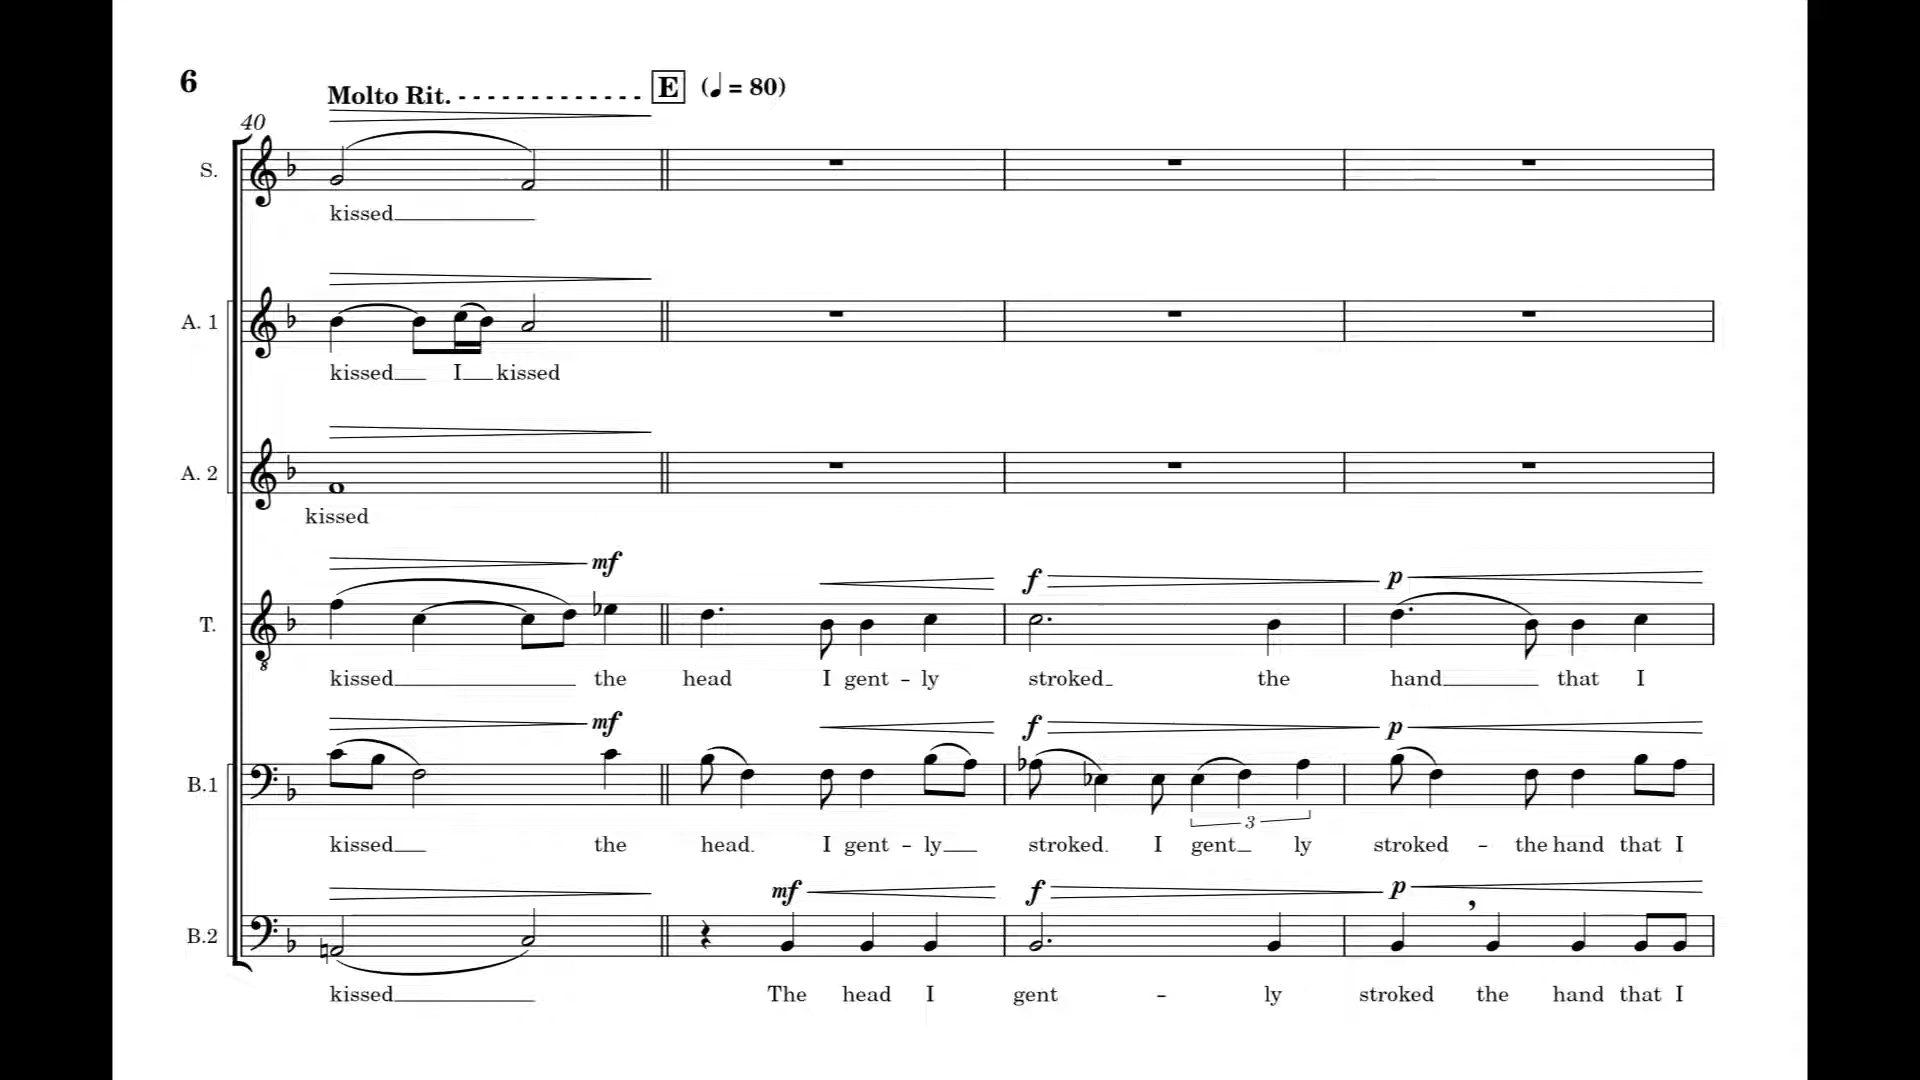 6
Molto Rit. E (♩ = 80)
40
S.
kissed
A. 1
kissed I kissed
A. 2
kissed
mf f p
T.
8
kissed the head I gent - ly stroked the hand that I
mf f p
B.1
3
kissed the head. I gent - ly stroked. I gent ly stroked - the hand that I
mf f p
B.2
kissed The head I gent - ly stroked the hand that I